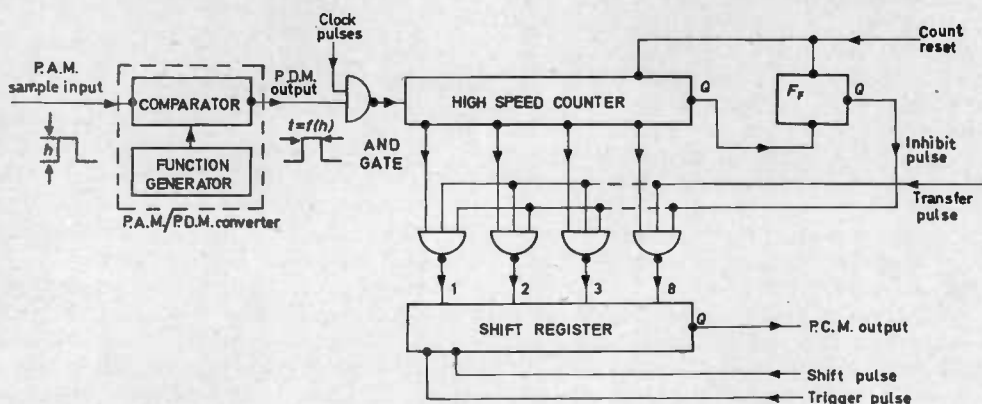 Clock
pulses
Count
reset
P.A.M.
sample input
P.D.M.
output
COMPARATOR
HIGH SPEED COUNTER
Q
FF
Q
h
t=f(h)
AND
GATE
Inhibit
pulse
FUNCTION
GENERATOR
Transfer
pulse
P.A.M./P.D.M. converter
1
2
3
8
SHIFT REGISTER
Q
P.C.M. output
Shift pulse
Trigger pulse